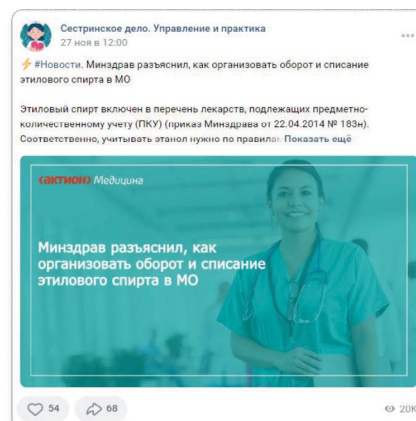 Сестринское дело. Управление и практика
27 ноя в 12:00
#Новости. Минздрав разъяснил, как организовать оборот и списание
этилового спирта в МО
Этиловый спирт включен в перечень лекарств, подлежащих предметно-
количественному учету (ПКУ) (приказ Минздрава от 22.04.2014 № 183н).
Соответственно, учитывать этанол нужно по правилам Показать ещё
АКТИОН Медицина
Минздрав разъяснил, как
организовать оборот и списание
этилового спирта в МО
54
68
20K